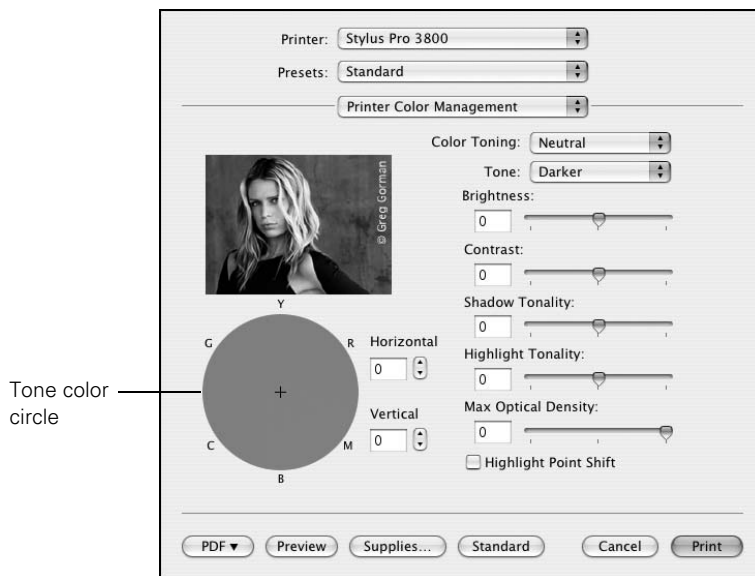 Printer: Stylus Pro 3800
Presets: Standard
Printer Color Management
Color Toning: Neutral
Tone: Darker
© Greg Gorman
Brightness:
0
Contrast:
0
Shadow Tonality:
0
Highlight Tonality:
0
Max Optical Density:
0
Highlight Point Shift
Y
G
R
C
M
B
Horizontal
0
Vertical
0
Tone color
circle
PDF Preview Supplies... Standard Cancel Print